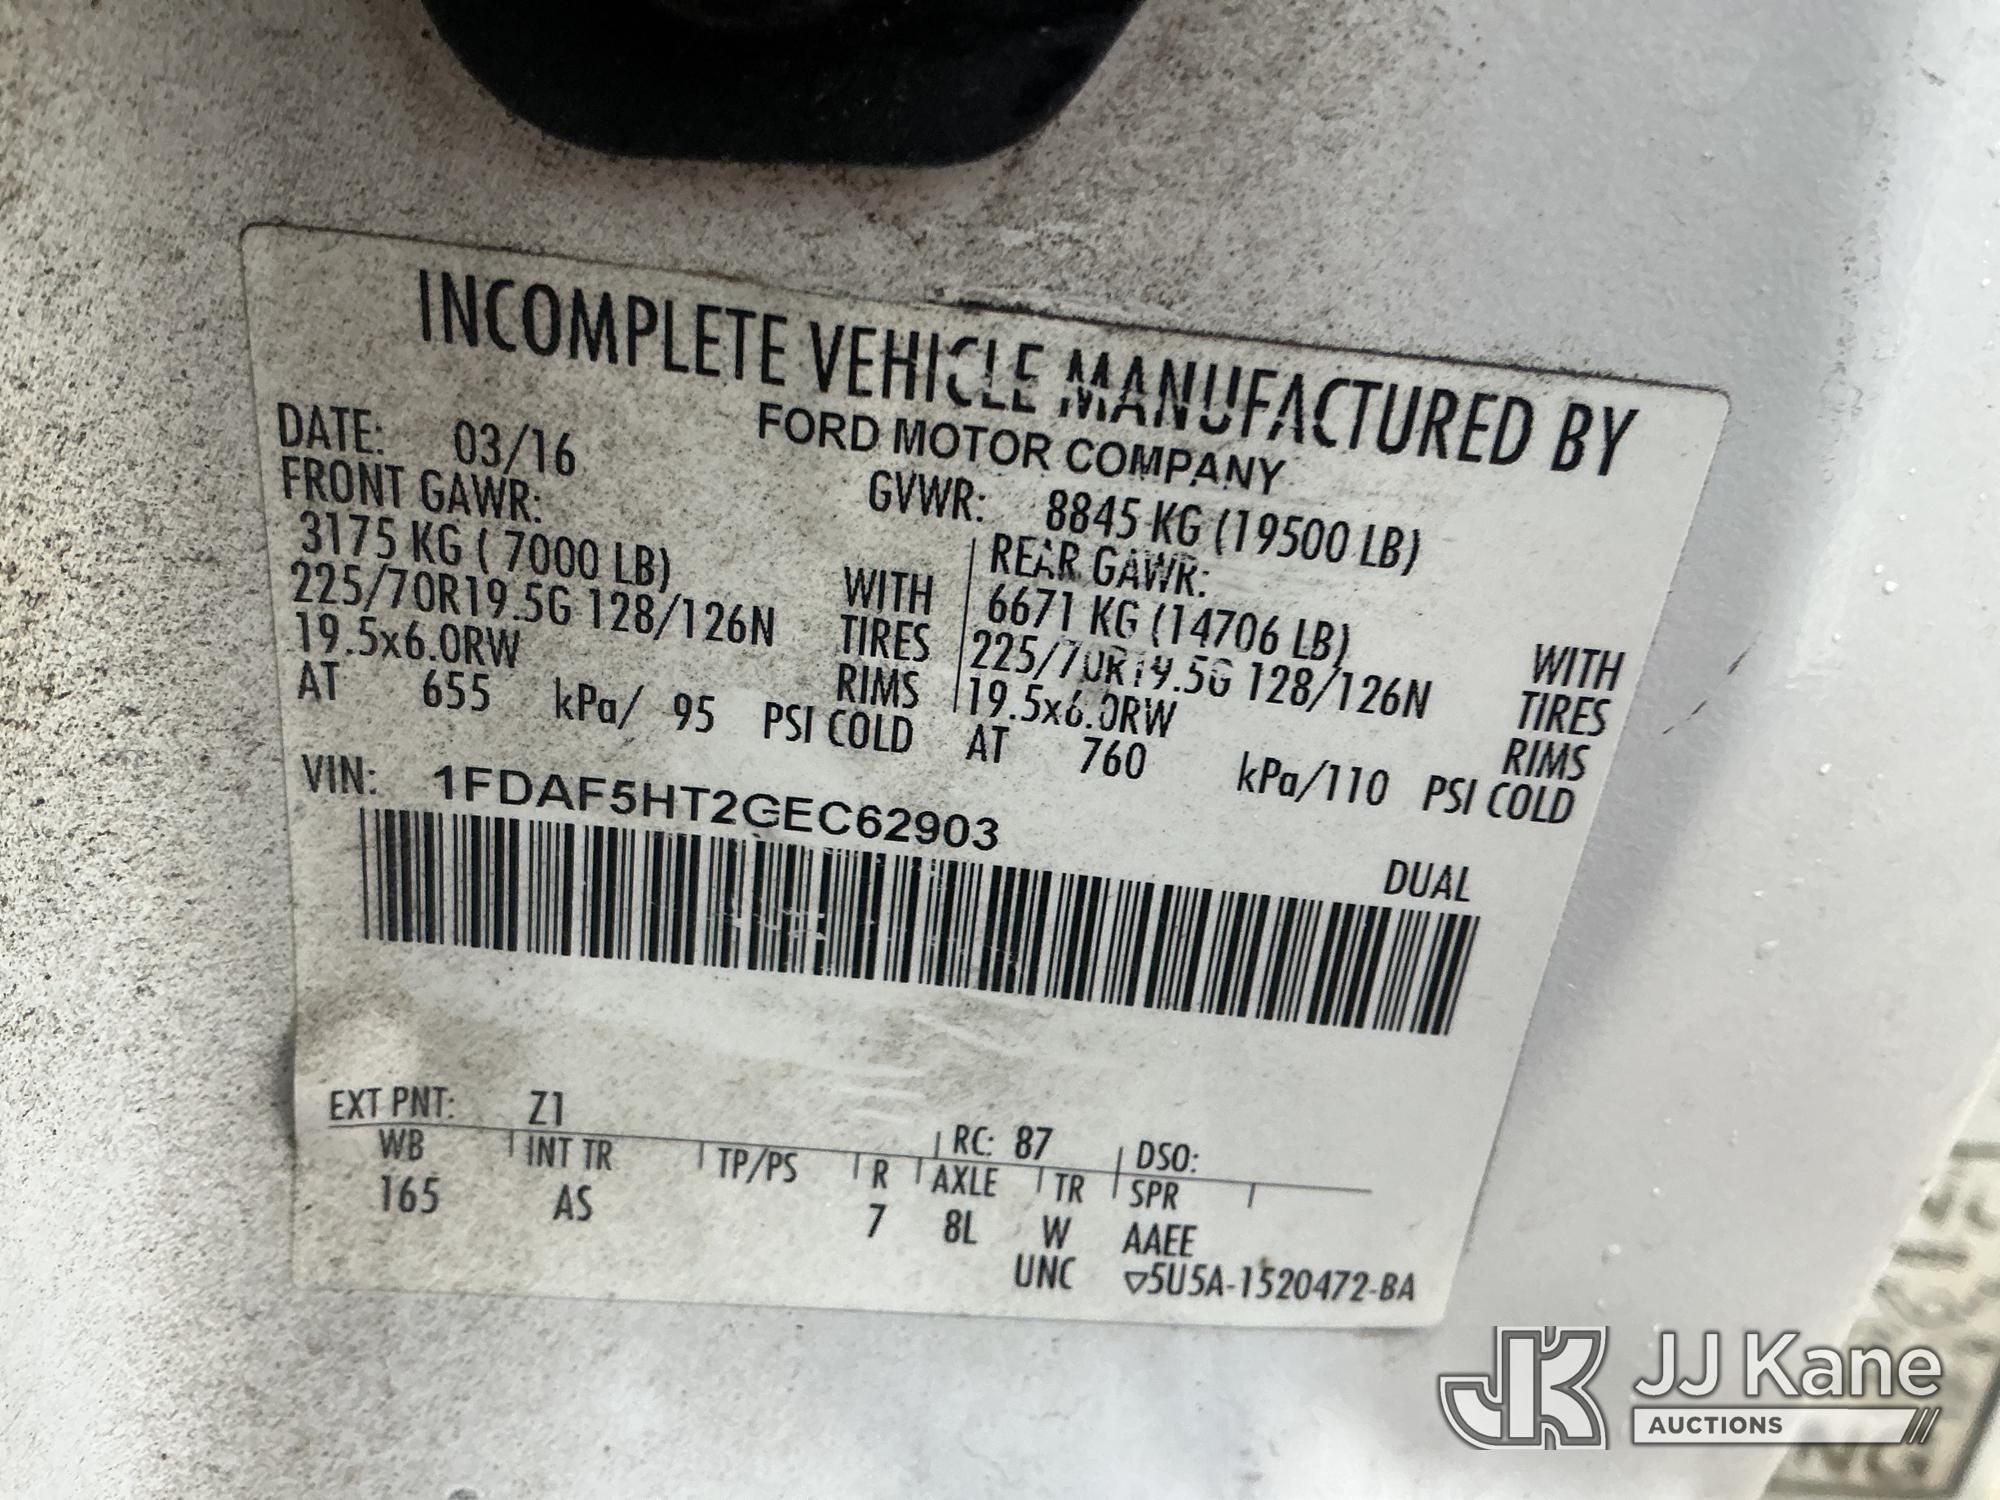 INCOMPLETE VEHICLE MANUFACTURED BY
FORD MOTOR COMPANY
DATE: 03/16 GVWR: 8845 KG (19500 LB)
FRONT GAWR: REAR GAWR:
3175 KG ( 7000 LB) WITH 6671 KG (14706 LB) WITH
225/70R19.5G 128/126N TIRES 225/70R19.5G 128/126N TIRES
19.5x6.0RW RIMS 19.5x6.0RW RIMS
AT 655 kPa/ 95 PSI COLD AT 760 kPa/110 PSI COLD
VIN: 1FDAF5HT2GEC62903
DUAL
EXT PNT: Z1 RC: 87 DSO:
WB INT TR TP/PS R AXLE TR SPR
165 AS 7 8L W AAEE
UNC ▽5U5A-1520472-BA
JK JJ Kane
AUCTIONS